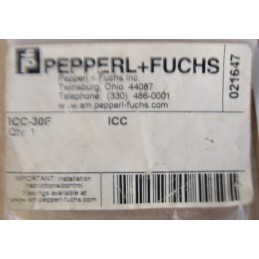 PEPPERL+FUCHS
Pepperl + Fuchs Inc.
Twinsburg, Ohio 44087
Telephone: (330) 486-0001
www.am.pepperl-fuchs.com
021647
ICC-30F ICC
Qty: 1
IMPORTANT: Installation
instructions/control
drawings available at
www.am.pepperl-fuchs.com